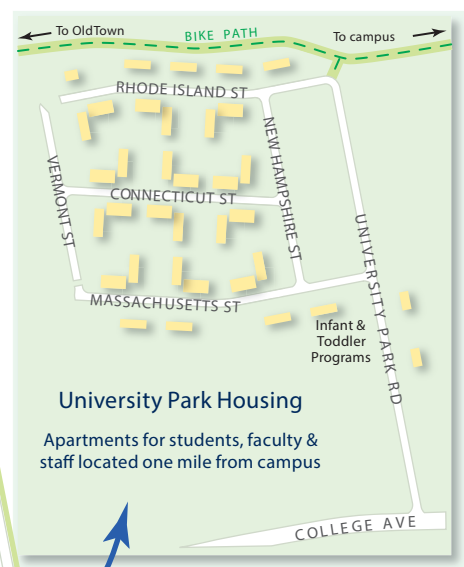 To OldTown
BIKE PATH
To campus
RHODE ISLAND ST
NEW HAMPSHIRE ST
VERMONT ST
CONNECTICUT ST
UNIVERSITY PARK RD
MASSACHUSETTS ST
Infant &
Toddler
Programs
University Park Housing
Apartments for students, faculty &
staff located one mile from campus
COLLEGE AVE